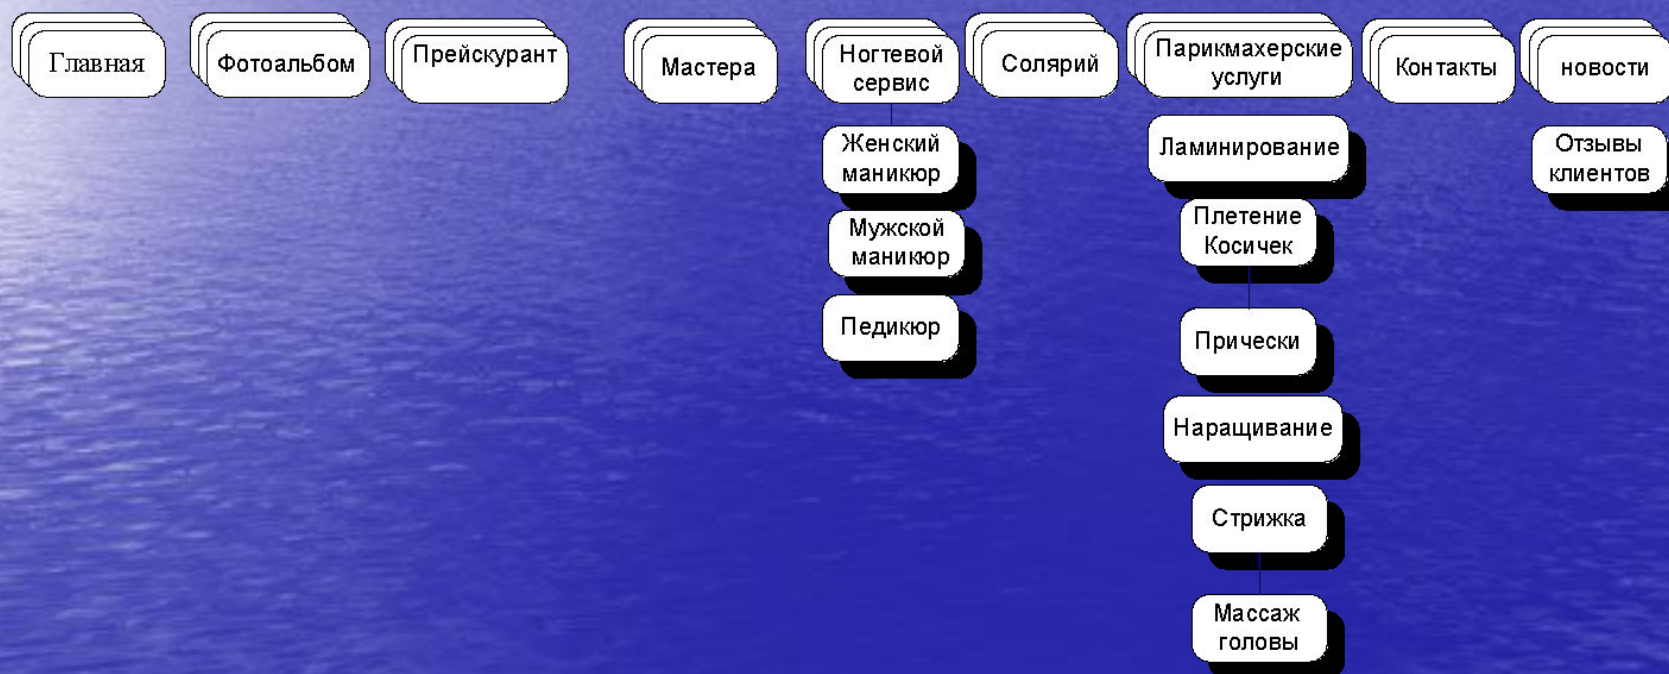 Главная
Фотоальбом
Прейскурант
Мастера
Ногтевой
сервис
Солярий
Парикмахерские
услуги
Контакты
новости
Женский
маникюр
Мужской
маникюр
Педикюр
Ламинирование
Плетение
Косичек
Прически
Наращивание
Стрижка
Массаж
головы
Отзывы
клиентов